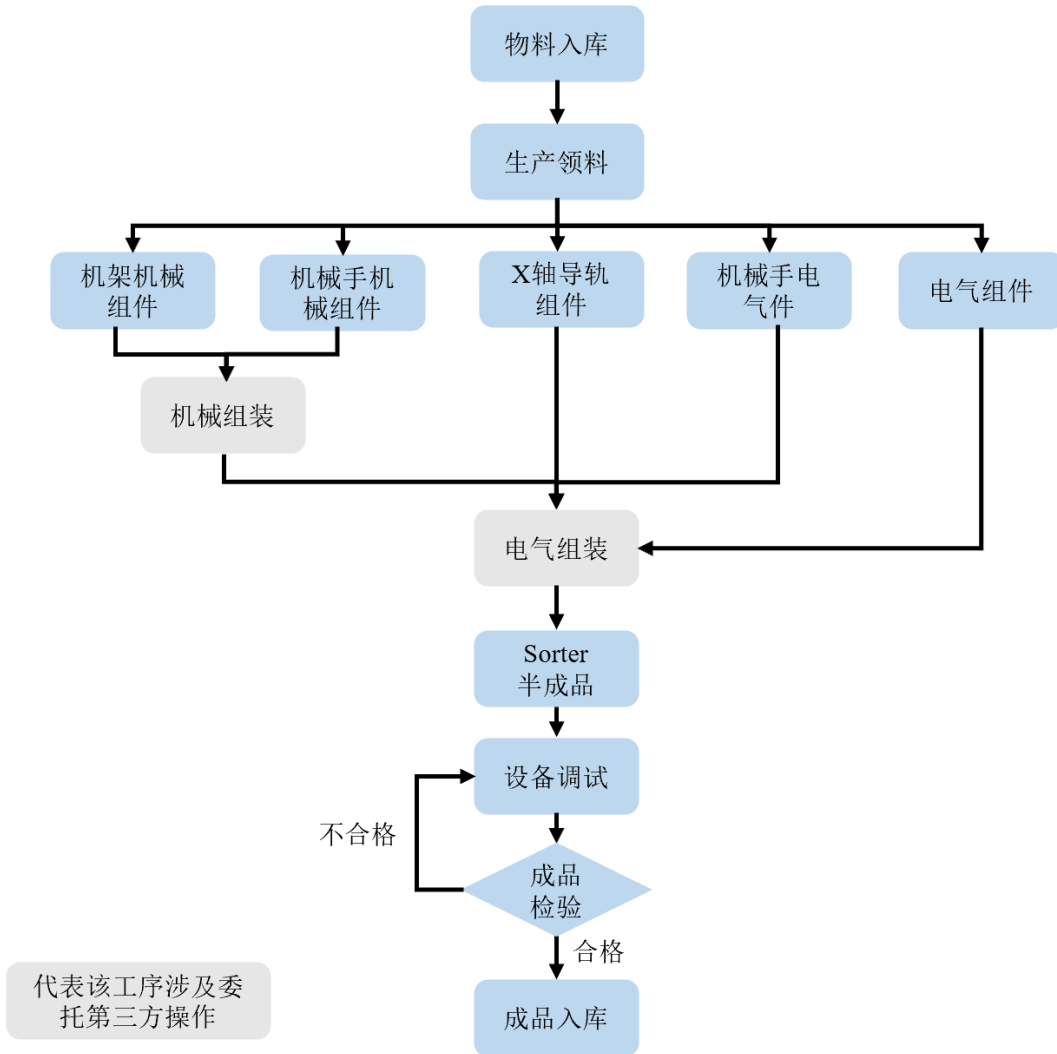 物料入库
生产领料
机架机械
组件
机械手机
械组件
X轴导轨
组件
机械手电
气件
电气组件
机械组装
电气组装
Sorter
半成品
设备调试
不合格
成品
检验
合格
代表该工序涉及委
托第三方操作
成品入库